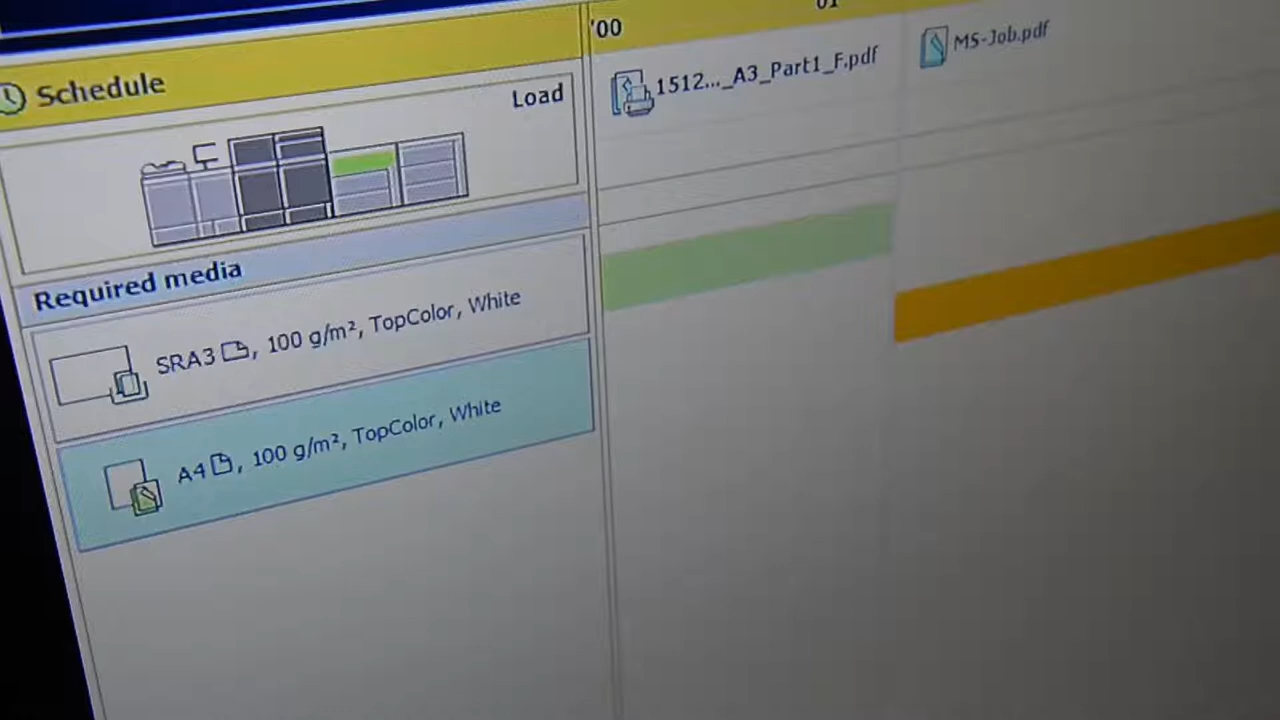 '00
01
Schedule
Load
1512..._A3_Part1_F.pdf
MS-Job.pdf
Required media
SRA3, 100 g/m², TopColor, White
A4, 100 g/m², TopColor, White